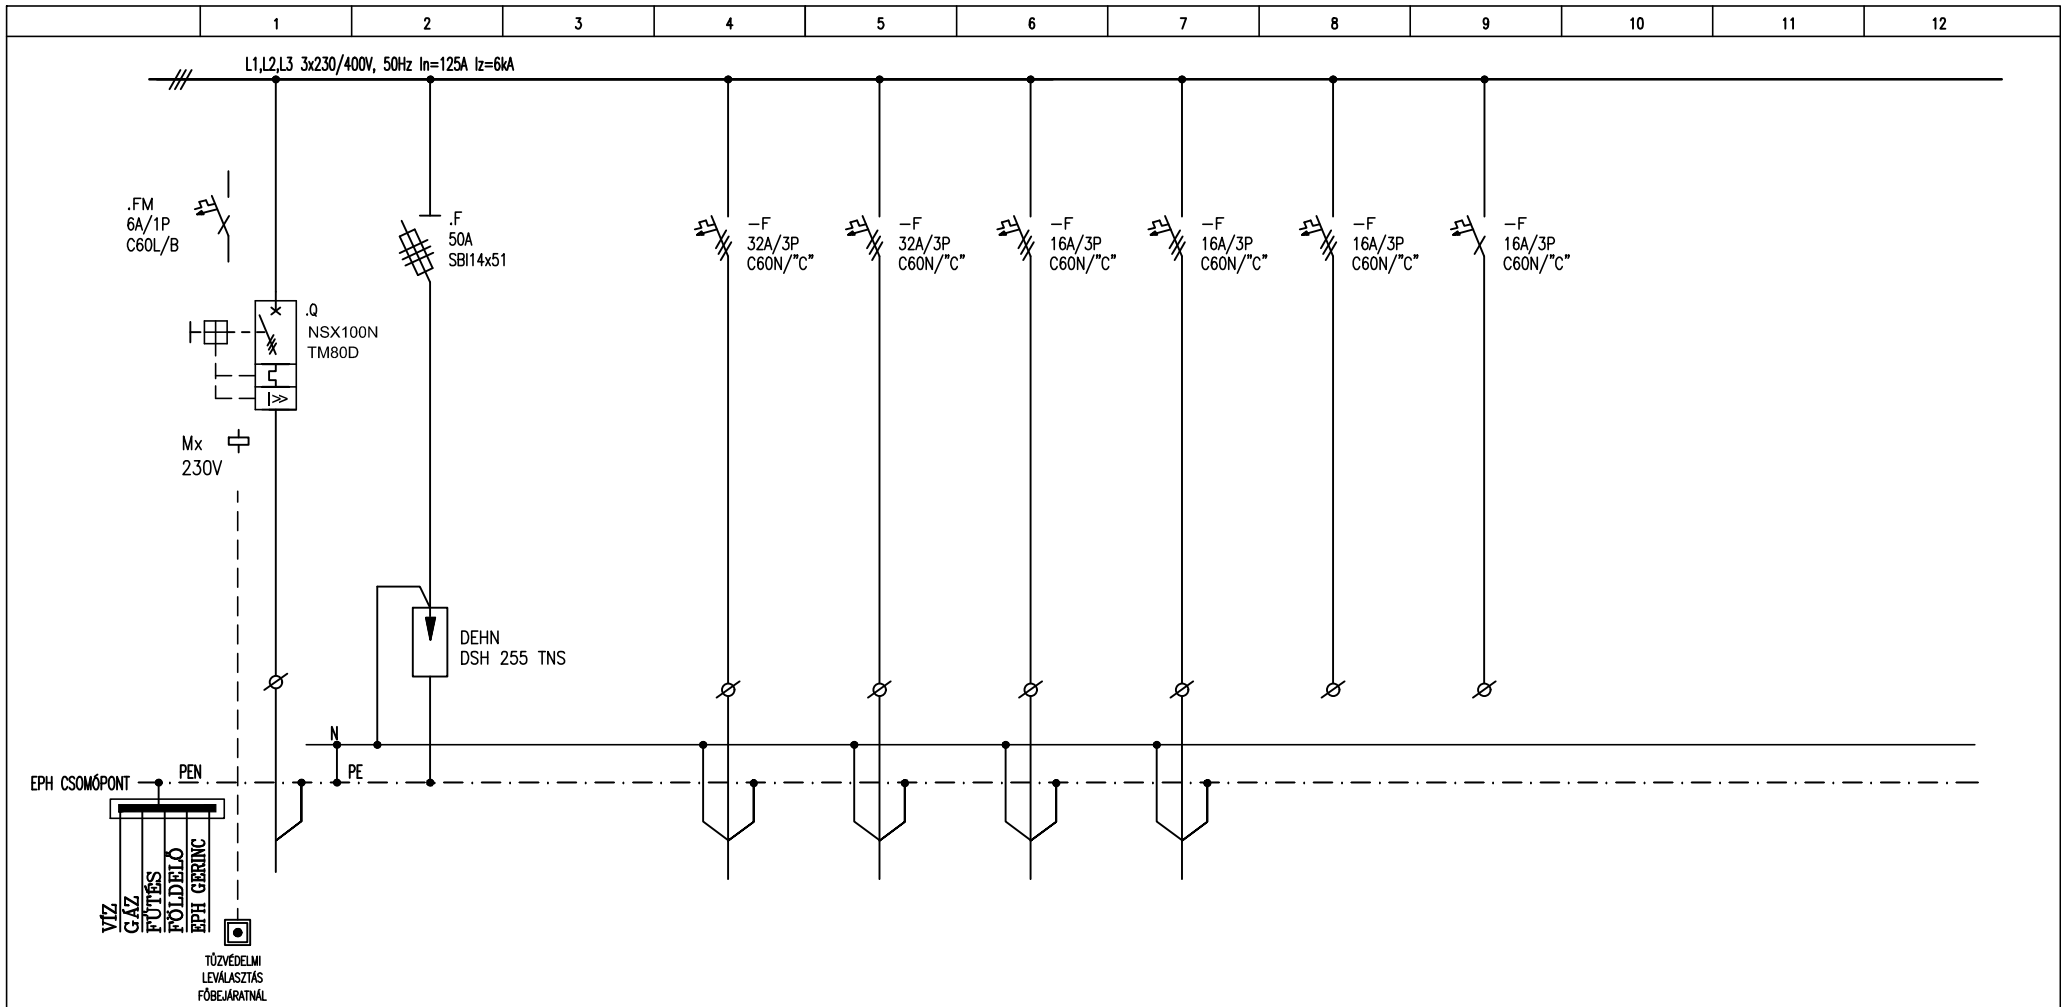 1 2 3 4 5 6 7 8 9 10 11 12
L1,L2,L3 3x230/400V, 50Hz In=125A Iz=6kA
.FM
6A/1P
C60L/B
.F
50A
SBI14x51
-F
32A/3P
C60N/"C"
-F
32A/3P
C60N/"C"
-F
16A/3P
C60N/"C"
-F
16A/3P
C60N/"C"
-F
16A/3P
C60N/"C"
-F
16A/3P
C60N/"C"
.Q
NSX100N
TM80D
I>>
Mx
230V
DEHN
DSH 255 TNS
N
PEN
PE
EPH CSOMÓPONT
VÍZ
GÁZ
FŰTÉS
FÖLDELŐ
EPH GERINC
TŰZVÉDELMI
LEVÁLASZTÁS
FŐBEJÁRATNÁL